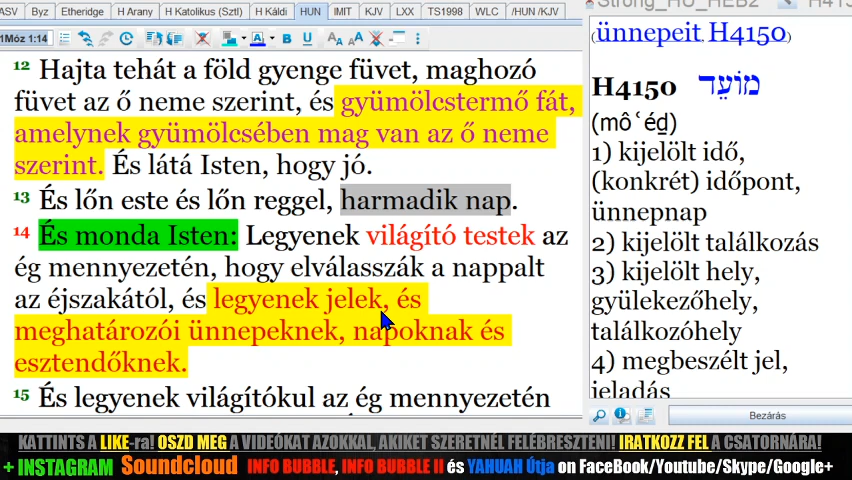 ASV Byz Etheridge H Arany H Katolikus (Sztl) H Káldi HUN IMIT KJV LXX TS1998 WLC /HUN /KJV
1Móz 1:14
12 Hajta tehát a föld gyenge füvet, maghozó
füvet az ő neme szerint, és gyümölcstermő fát,
amelynek gyümölcsében mag van az ő neme
szerint. És látá Isten, hogy jó.
13 És lőn este és lőn reggel, harmadik nap.
14 És monda Isten: Legyenek világító testek az
ég mennyezetén, hogy elválasszák a nappalt
az éjszakától, és legyenek jelek, és
meghatározói ünnepeknek, napoknak és
esztendőknek.
15 És legyenek világítókul az ég mennyezetén
Strong_HU_HEB2
(ünnepeit, H4150)
H4150 מוֹעֵד
(môʿéḏ)
1) kijelölt idő,
(konkrét) időpont,
ünnepnap
2) kijelölt találkozás
3) kijelölt hely,
gyülekezőhely,
találkozóhely
4) megbeszélt jel,
jeladás
Bezárás
KATTINTS A LIKE-ra! OSZD MEG A VIDEÓKAT AZOKKAL, AKIKET SZERETNÉL FELÉBRESZTENI! IRATKOZZ FEL A CSATORNÁRA!
+ INSTAGRAM Soundcloud INFO BUBBLE, INFO BUBBLE II és YAHUAH Útja on FaceBook/Youtube/Skype/Google+